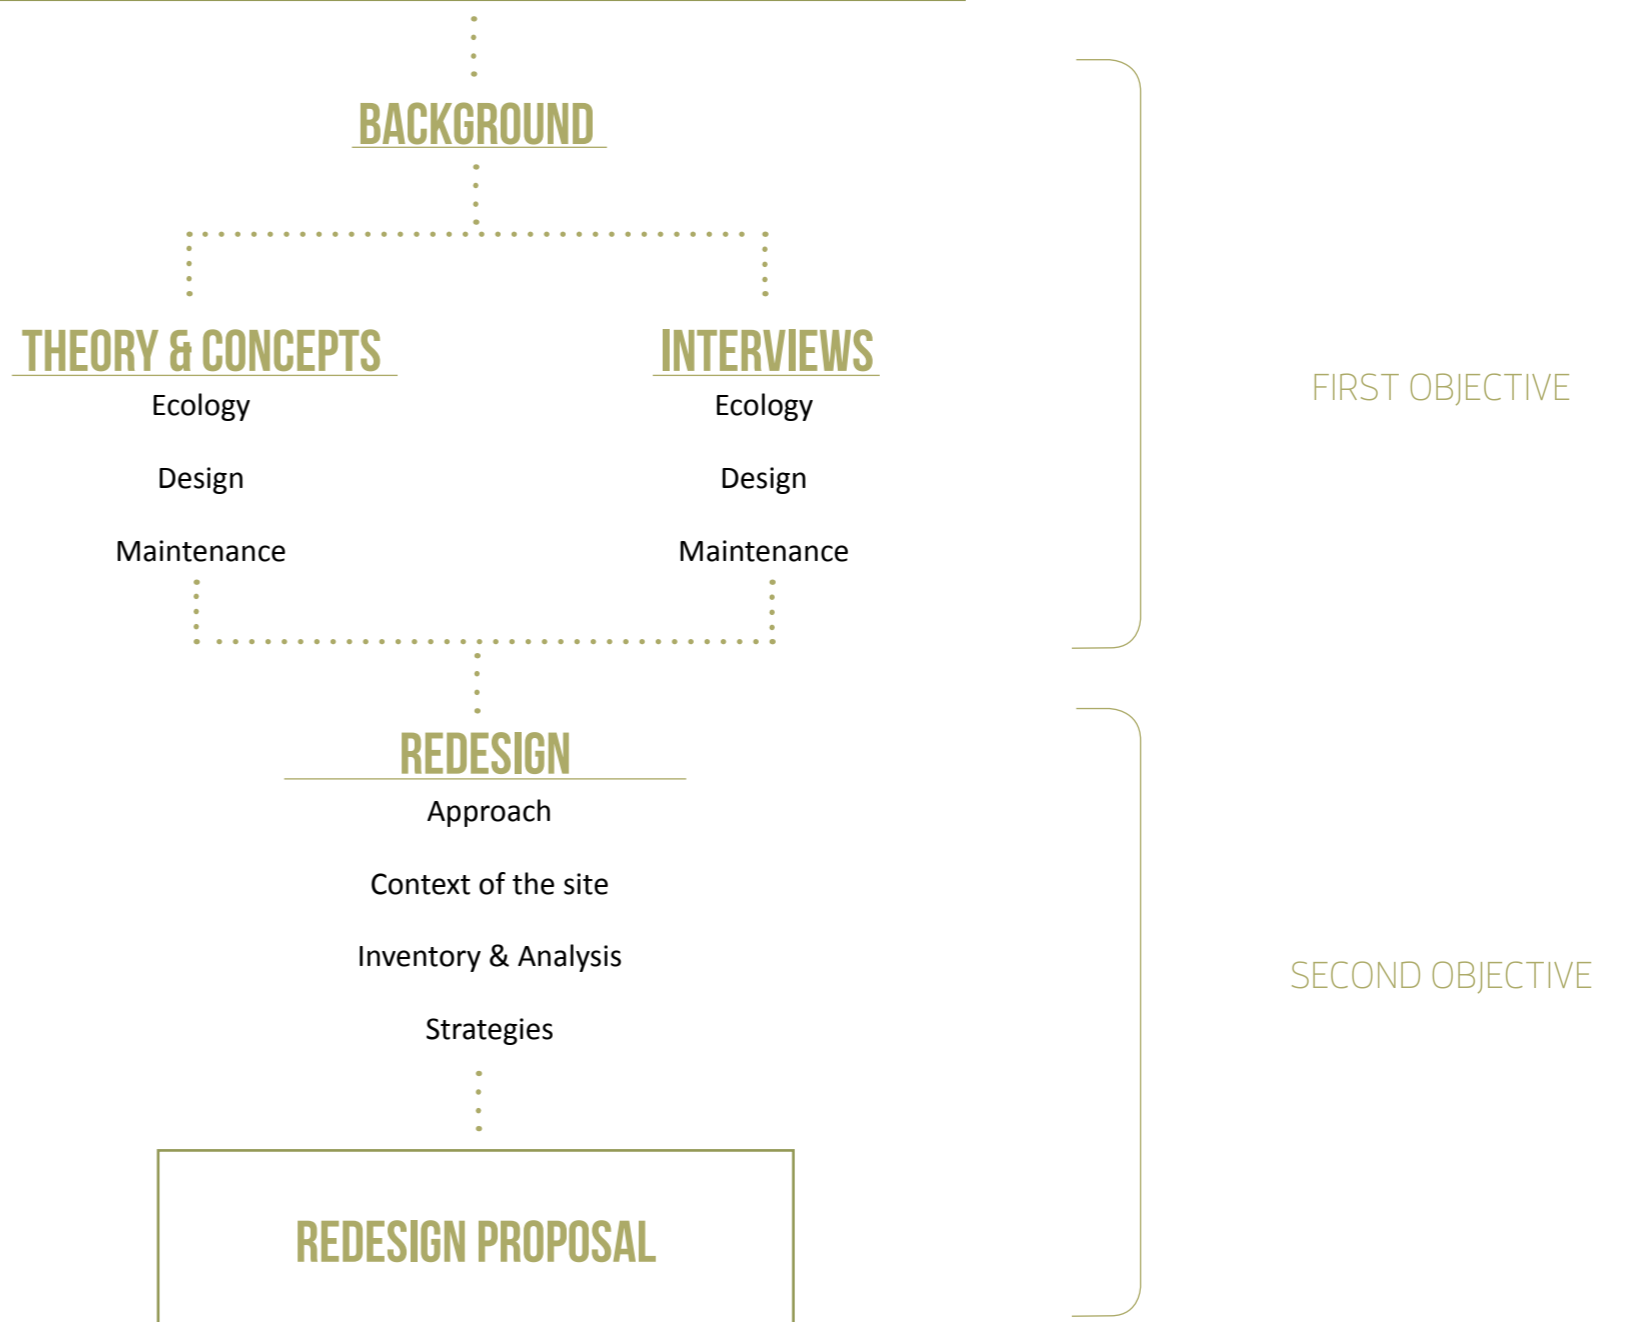 BACKGROUND
THEORY & CONCEPTS
Ecology
Design
Maintenance
INTERVIEWS
Ecology
Design
Maintenance
FIRST OBJECTIVE
REDESIGN
Approach
Context of the site
Inventory & Analysis
Strategies
SECOND OBJECTIVE
REDESIGN PROPOSAL